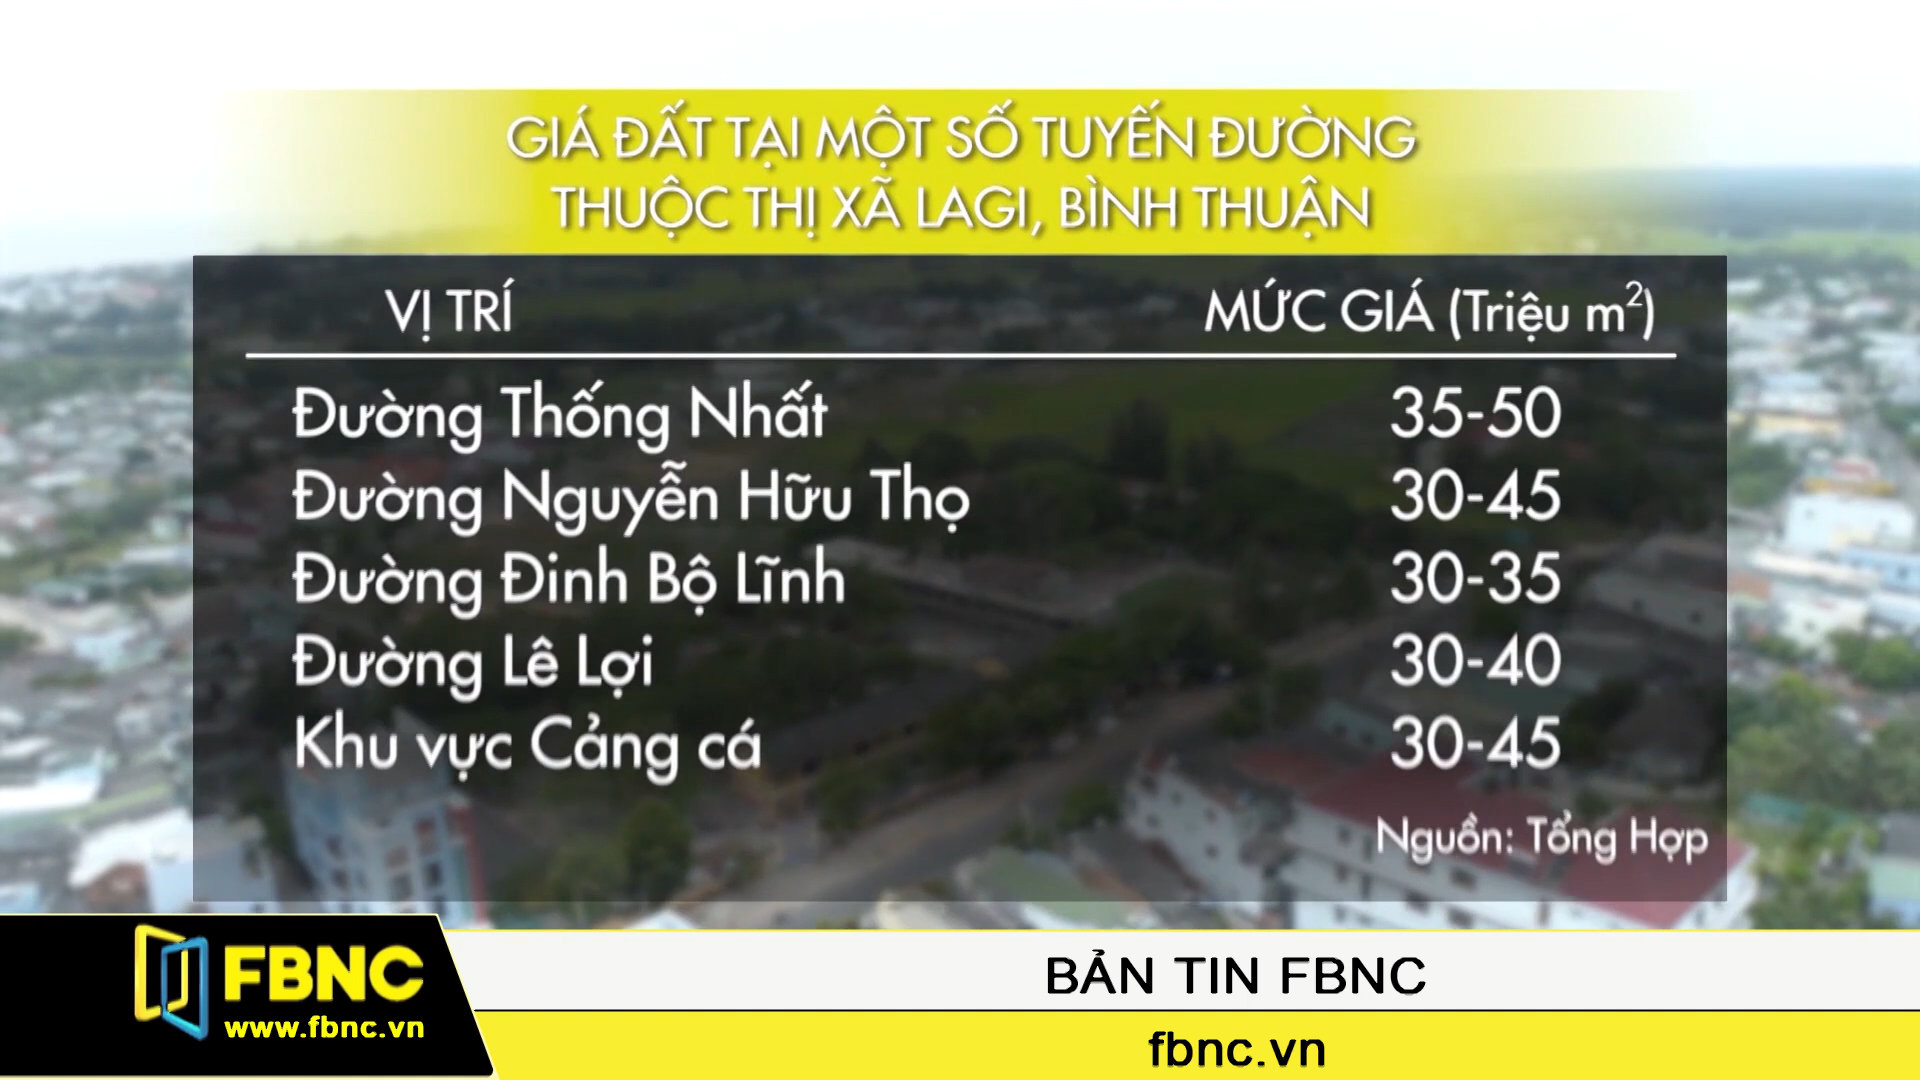 GIÁ ĐẤT TẠI MỘT SỐ TUYẾN ĐƯỜNG
THUỘC THỊ XÃ LAGI, BÌNH THUẬN
VỊ TRÍ MỨC GIÁ (Triệu m²)
Đường Thống Nhất 35-50
Đường Nguyễn Hữu Thọ 30-45
Đường Đinh Bộ Lĩnh 30-35
Đường Lê Lợi 30-40
Khu vực Cảng cá 30-45
Nguồn: Tổng Hợp
FBNC
www.fbnc.vn
BẢN TIN FBNC
fbnc.vn